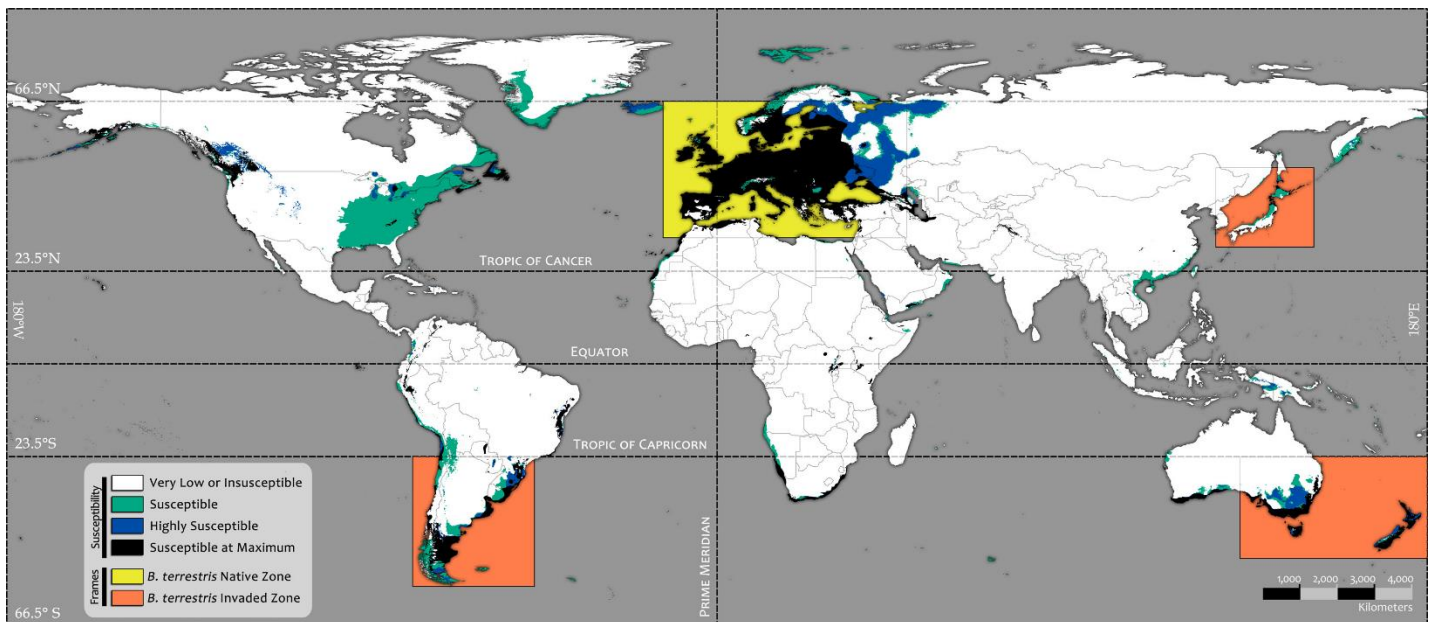 66.5°N
23.5°N
TROPIC OF CANCER
180°W
180°E
EQUATOR
23.5°S
TROPIC OF CAPRICORN
Susceptibility
Very Low or Insusceptible
Susceptible
Highly Susceptible
Susceptible at Maximum
Frames
B. terrestris Native Zone
B. terrestris Invaded Zone
PRIME MERIDIAN
1,000 2,000 3,000 4,000
Kilometers
66.5° S